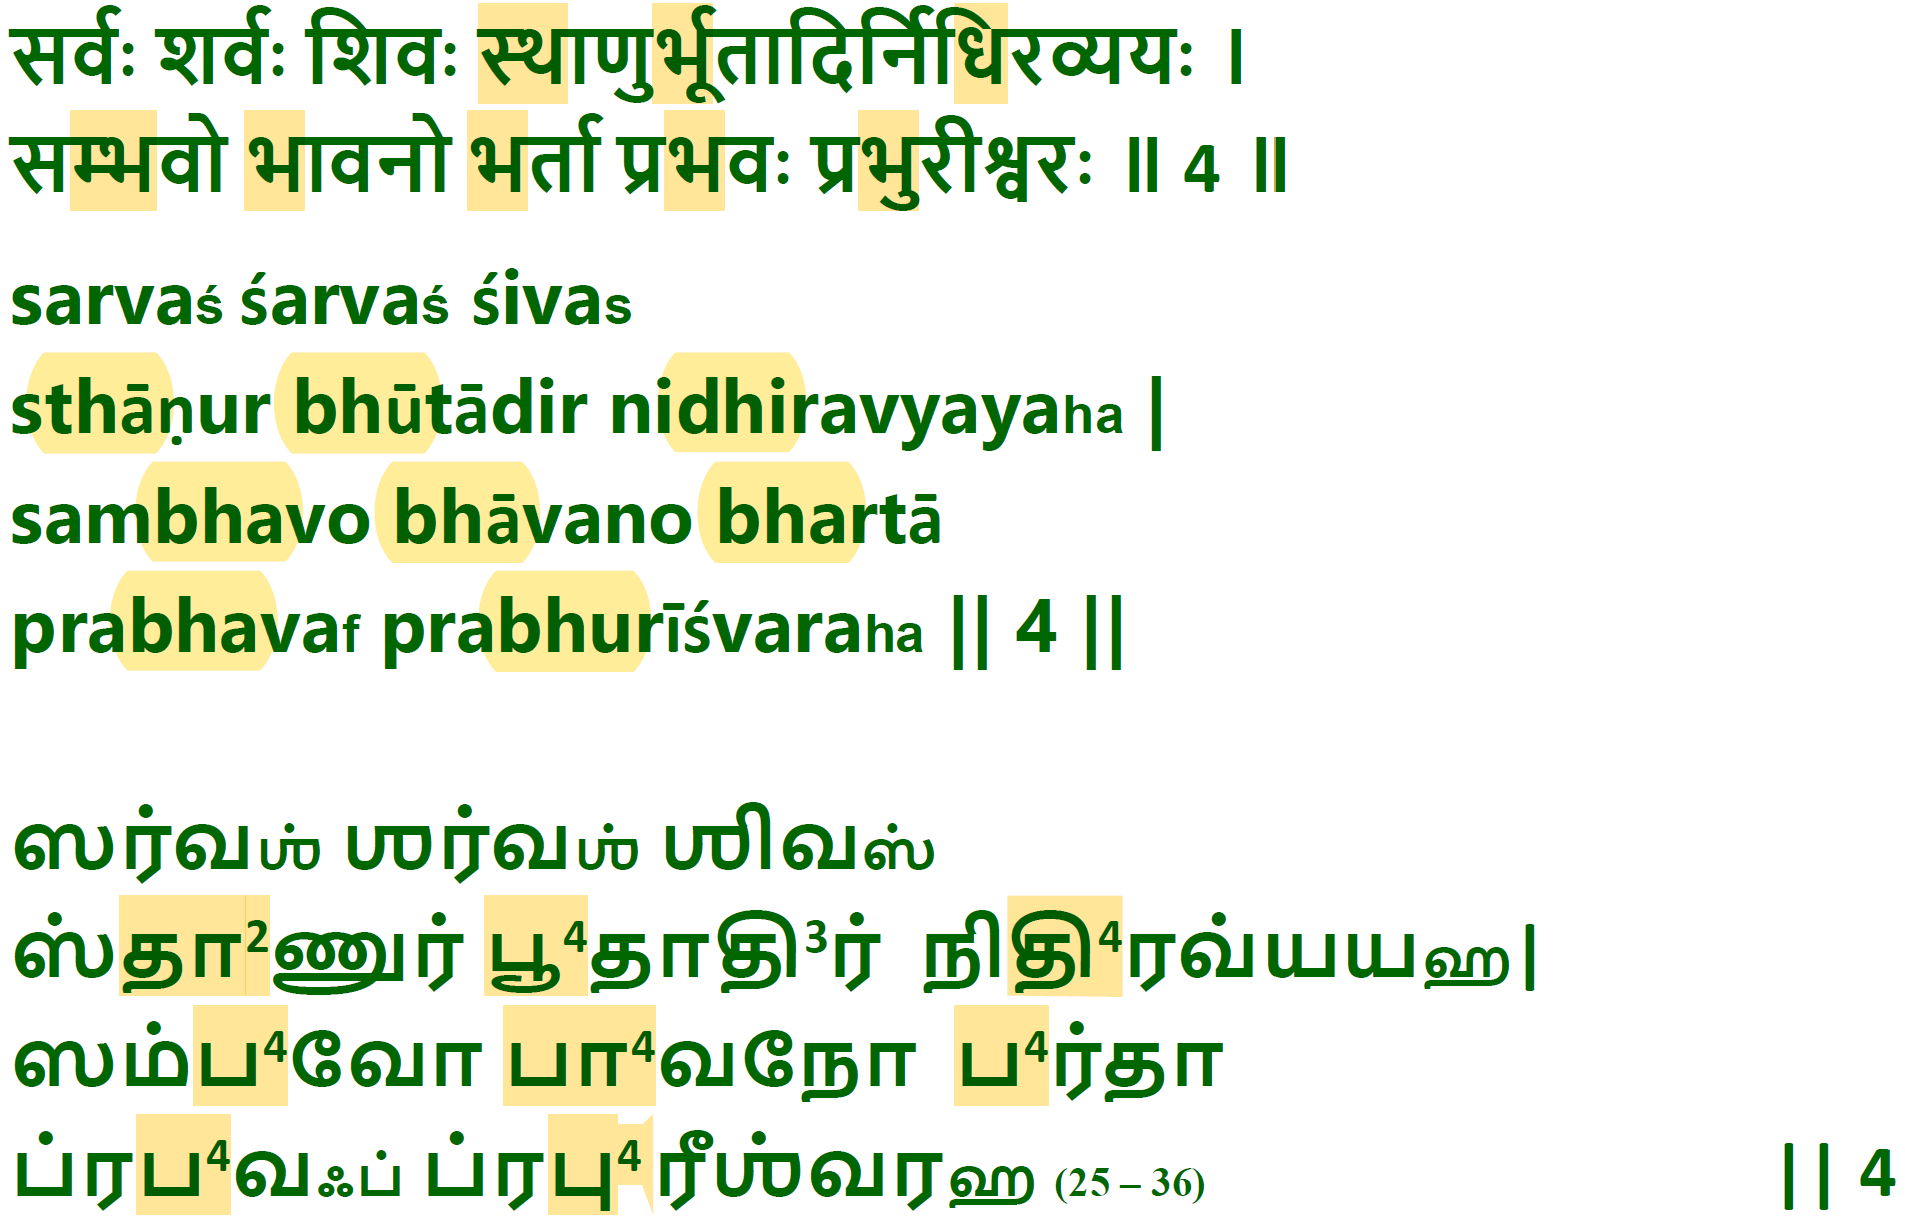 सर्वः शर्वः शिवः स्थाणुर्भूतादिर्निधिरव्ययः ।
सम्भवो भावनो भर्ता प्रभवः प्रभुरीश्वरः ॥ 4 ॥
sarvaś śarvaś śivas
sthāṇur bhūtādir nidhiravyayaha |
sambhavo bhāvano bhartā
prabhavaf prabhurīśvaraha || 4 ||
ஸர்வஶ் ஶர்வஶ் ஶிவஸ்
ஸ்தா²ணுர் பூ⁴தாதி³ர் நிதி⁴ரவ்யயஹ|
ஸம்ப⁴வோ பா⁴வநோ ப⁴ர்தா
ப்ரப⁴வஃப் ப்ரபு⁴ரீஶ்வரஹ (25 – 36) || 4